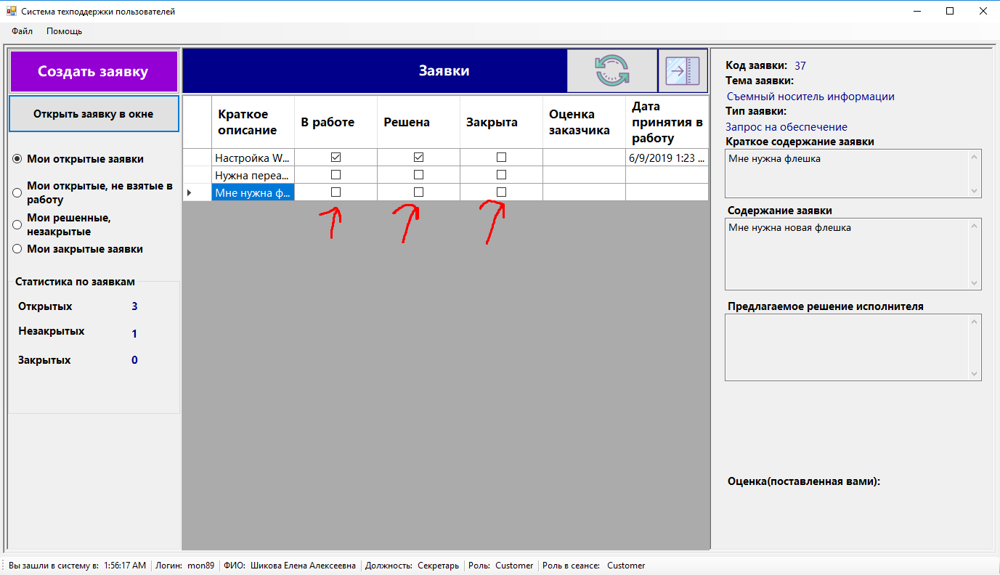 Система техподдержки пользователей
Файл Помощь
Создать заявку
Открыть заявку в окне
Мои открытые заявки
Мои открытые, не взятые в
работу
Мои решенные,
незакрытые
Мои закрытые заявки
Статистика по заявкам
Открытых 3
Незакрытых 1
Закрытых 0
Заявки
Краткое
описание
В работе
Решена
Закрыта
Оценка
заказчика
Дата
принятия в
работу
Настройка W... 6/9/2019 1:23 ...
Нужна переа...
Мне нужна ф...
Код заявки: 37
Тема заявки:
Съемный носитель информации
Тип заявки:
Запрос на обеспечение
Краткое содержание заявки
Мне нужна флешка
Содержание заявки
Мне нужна новая флешка
Предлагаемое решение исполнителя
Оценка(поставленная вами):
Вы зашли в систему в: 1:56:17 AM Логин: mon89 ФИО: Шикова Елена Алексеевна Должность: Секретарь Роль: Customer Роль в сеансе: Customer